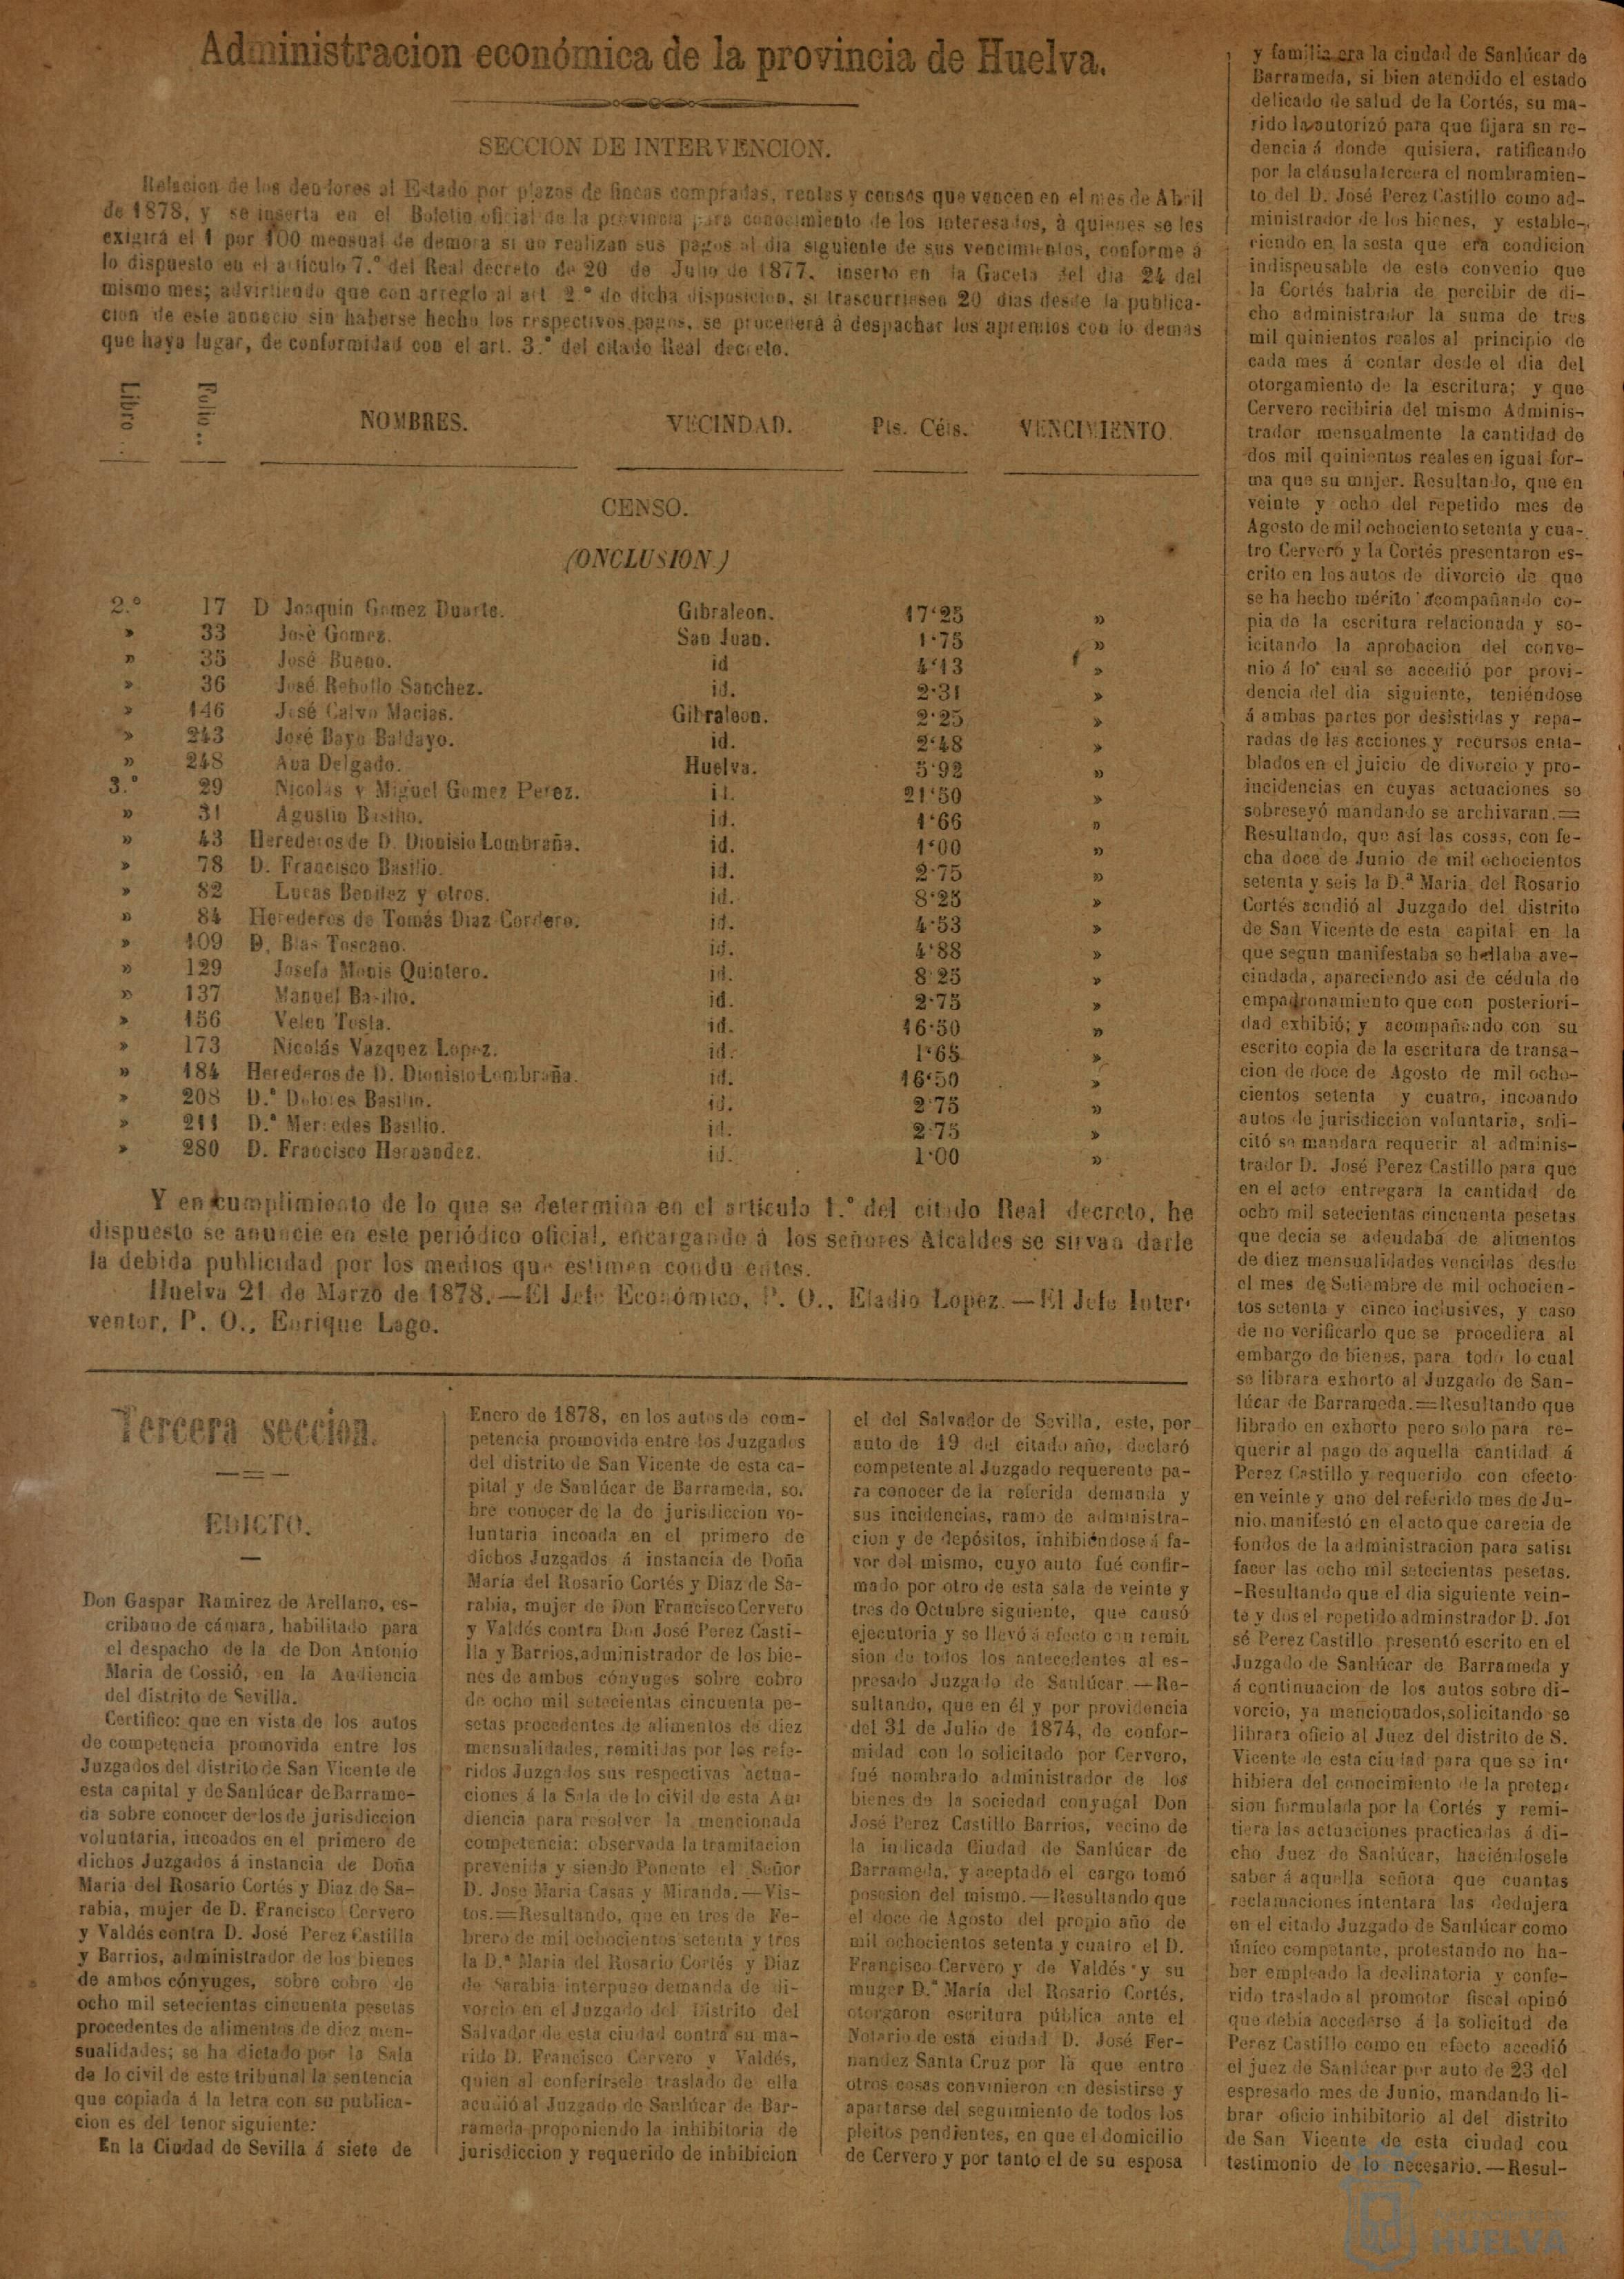 Administracion económica de la provincia de Huelva.
SECCION DE INTERVENCION.
Relacion de los deudores al Estado por plazos de fincas compradas, rentas y censos que vencen en el mes de Abril
de 1878, y se inserta en el Boletin oficial de la provincia para conocimiento de los interesados, à quienes se les
exigirá el 1 por 100 mensual de demora si no realizan sus pagos al dia siguiente de sus vencimientos, conforme á
lo dispuesto en el articulo 7.º del Real decreto de 20 de Julio de 1877, inserto en la Gaceta del dia 24 del
mismo mes; advirtiendo que con arreglo al art 2.º de dicha disposicion, si trascurriesen 20 dias desde la publica-
cion de este anuncio sin haberse hecho los respectivos pagos, se procederá á despachar los apremios con lo demás
que haya lugar, de conformidad con el art. 3.º del citado Real decreto.
Libro . Folio .. NOMBRES. VECINDAD. Pts. Céts. VENCIMIENTO.
CENSO.
(ONCLUSION.)
2.º 17 D Joaquin Gomez Duarte. Gibraleon. 17‘25 »
» 33 José Gomez. San Juan. 1‘75 »
» 35 José Bueno. id 4‘13 »
» 36 José Rebollo Sanchez. id. 2‘31 »
» 146 José Calvo Macias. Gibraleon. 2‘25 »
» 243 José Bayo Baldayo. id. 2‘48 »
» 248 Ana Delgado. Huelva. 5‘92 »
3.º 29 Nicolás y Miguel Gomez Perez. id. 21‘50 »
» 31 Agustin Basilio. id. 1‘66 »
» 43 Herederos de D. Dionisio Lombraña. id. 1‘00 »
» 78 D. Francisco Basilio. id. 2‘75 »
» 82 Lucas Benitez y otros. id. 8‘25 »
» 84 Herederos de Tomás Diaz Cordero. id. 4‘53 »
» 109 D. Blas Toscano. id. 4‘88 »
» 129 Josefa Monis Quintero. id. 8‘25 »
» 137 Manuel Basilio. id. 2‘75 »
» 156 Velen Testa. id. 16‘50 »
» 173 Nicolás Vazquez Lopez. id. 1‘65 »
» 184 Herederos de D. Dionisio Lombraña. id. 16‘50 »
» 208 D.ª Dolores Basilio. id. 2‘75 »
» 211 D.ª Mercedes Basilio. id. 2‘75 »
» 280 D. Francisco Hernandez. id. 1‘00 »
Y en cumplimiento de lo que se determina en el articulo 1.º del citado Real decreto, he
dispuesto se anuncie en este periódico oficial, encargando á los señores Alcaldes se sirvan darle
la debida publicidad por los medios que estimen condu entes.
Huelva 21 de Marzo de 1878.—El Jefe Económico, P. O., Eladio Lopez.—El Jefe Inter-
ventor, P. O., Enrique Lago.
Tercera seccion.
EDICTO.
Don Gaspar Ramirez de Arellano, es-
cribano de cámara, habilitado para
el despacho de la de Don Antonio
Maria de Cossió, en la Audiencia
del distrito de Sevilla.
Certifico: que en vista de los autos
de competencia promovida entre los
Juzgados del distrito de San Vicente de
esta capital y de Sanlúcar de Barrame-
da sobre conocer de los de jurisdiccion
voluntaria, incoados en el primero de
dichos Juzgados á instancia de Doña
Maria del Rosario Cortés y Diaz de Sa-
rabia, mujer de D. Francisco Cervero
y Valdés contra D. José Perez Castilla
y Barrios, administrador de los bienes
de ambos cónyuges, sobre cobro de
ocho mil setecientas cincuenta pesetas
procedentes de alimentos de diez men-
sualidades; se ha dictado por la Sala
de lo civil de este tribunal la sentencia
que copiada á la letra con su publica-
cion es del tenor siguiente:
En la Ciudad de Sevilla á siete de
Enero de 1878, en los autos de com-
petencia promovida entre los Juzgados
del distrito de San Vicente de esta ca-
pital y de Sanlúcar de Barrameda, so-
bre conocer de la de jurisdiccion vo-
luntaria incoada en el primero de
dichos Juzgados á instancia de Doña
María del Rosario Cortés y Diaz de Sa-
rabia, mujer de Don Francisco Cervero
y Valdés contra Don José Perez Casti-
lla y Barrios, administrador de los bie-
nes de ambos cónyuges sobre cobro
de ocho mil setecientas cincuenta pe-
setas procedentes de alimentos de diez
mensualidades, remitidas por los refe-
ridos Juzgados sus respectivas actua-
ciones á la Sala de lo civil de esta Au-
diencia para resolver la mencionada
competencia: observada la tramitacion
prevenida y siendo Ponente el Señor
D. Jose Maria Casas y Miranda.—Vis-
tos.=Resultando, que en tres de Fe-
brero de mil ochocientos setenta y tres
la D.ª Maria del Rosario Cortés y Diaz
de Sarabia interpuso demanda de di-
vorcio en el Juzgado del Distrito del
Salvador de esta ciudad contra su ma-
rido D. Francisco Cervero y Valdés,
quien al conferírsele traslado de ella
acudió al Juzgado de Sanlúcar de Bar-
rameda proponiendo la inhibitoria de
jurisdiccion y requerido de inhibicion
el del Salvador de Sevilla, este, por
auto de 19 del citado año, declaró
competente al Juzgado requerente pa-
ra conocer de la referida demanda y
sus incidencias, ramo de administra-
cion y de depósitos, inhibiéndose á fa-
vor del mismo, cuyo auto fué confir-
mado por otro de esta sala de veinte y
tres de Octubre siguiente, que causó
ejecutoria y se llevó á efecto con remi-
sion de todos los antecedentes al es-
presado Juzgado de Sanlúcar.—Re-
sultando, que en él y por providencia
del 31 de Julio de 1874, de confor-
midad con lo solicitado por Cervero,
fué nombrado administrador de los
bienes de la sociedad conyugal Don
José Perez Castillo Barrios, vecino de
la indicada Ciudad de Sanlúcar de
Barrameda, y aceptado el cargo tomó
posesion del mismo.—Resultando que
el doce de Agosto del propio año de
mil ochocientos setenta y cuatro el D.
Francisco Cervero y de Valdés y su
muger D.ª María del Rosario Cortés,
otorgaron escritura pública ante el
Notario de está ciudad D. José Fer-
nandez Santa Cruz por la que entro
otros cosas convinieron en desistirse y
apartarse del seguimiento de todos los
pleitos pendientes, en que el domicilio
de Cervero y por tanto el de su esposa
y familia era la ciudad de Sanlúcar de
Barrameda, si bien atendido el estado
delicado de salud de la Cortés, su ma-
rido la autorizó para que fijara su re-
dencia á donde quisiera, ratificando
por la cláusula tercera el nombramien-
to del D. José Perez Castillo como ad-
ministrador de los bienes, y estable-
ciendo en la sesta que era condicion
indispeusable de este convenio que
la Cortés habria de percibir de di-
cho administrador la suma de tres
mil quinientos reales al principio de
cada mes á contar desde el dia del
otorgamiento de la escritura; y que
Cervero recibiria del mismo Adminis-
trador mensualmente la cantidad de
dos mil quinientos reales en igual for-
ma que su mujer. Resultando, que en
veinte y ocho del repetido mes de
Agosto de mil ochociento setenta y cua-
tro Cervero y la Cortés presentaron es-
crito en los autos de divorcio de que
se ha hecho mérito acompañando co-
pia de la escritura relacionada y so-
icitando la aprobacion del conve-
nio á lo cual se accedió por provi-
dencia del dia siguiente, teniéndose
á ambas partes por desistidas y repa-
radas de las acciones y recursos enta-
blados en el juicio de divorcio y pro-
incidencias en cuyas actuaciones se
sobreseyó mandando se archivaran.=
Resultando, que así las cosas, con fe-
cha doce de Junio de mil ochocientos
setenta y seis la D.ª Maria del Rosario
Cortés acudió al Juzgado del distrito
de San Vicente de esta capital en la
que segun manifestaba se hallaba ave-
cindada, apareciendo asi de cédula de
empadronamiento que con posteriori-
dad exhibió; y acompañando con su
escrito copia de la escritura de transa-
cion de doce de Agosto de mil ocho-
cientos setenta y cuatro, incoando
autos de jurisdiccion voluntaria, soli-
citó se mandara requerir al adminis-
trador D. José Perez Castillo para que
en el acto entregara la cantidad de
ocho mil setecientas cincuenta pesetas
que decia se adeudaba de alimentos
de diez mensualidades vencidas desde
el mes de Setiembre de mil ochocien-
tos setenta y cinco inclusives, y caso
de no verificarlo que se procediera al
embargo de bienes, para todo lo cual
se librara exhorto al Juzgado de San-
lúcar de Barrameda.=Resultando que
librado en exhorto pero solo para re-
querir al pago de aquella cantidad á
Perez Castillo y requerido con efecto
en veinte y uno del referido mes de Ju-
nio, manifestó en el acto que carecia de
fondos de la administración para satis-
facer las ocho mil setecientas pesetas.
-Resultando que el dia siguiente vein-
te y dos el repetido adminstrador D. Jo-
sé Perez Castillo presentó escrito en el
Juzgado de Sanlúcar de Barrameda y
á continuacion de los autos sobre di-
vorcio, ya mencionados, solicitando se
librara oficio al Juez del distrito de S.
Vicente de esta ciudad para que se in-
hibiera del conocimiento de la preten-
sion formulada por la Cortés y remi-
tiera las actuaciones practicadas á di-
cho Juez de Sanlúcar, haciéndosele
saber á aquella señora que cuantas
reclamaciones intentara las dedujera
en el citado Juzgado de Sanlúcar como
único competante, protestando no ha-
ber empleado la declinatoria y confe-
rido traslado al promotor fiscal opinó
que debia accederse á la solicitud de
Perez Castillo como en efecto accedió
el juez de Sanlúcar por auto de 23 del
espresado mes de Junio, mandando li-
brar oficio inhibitorio al del distrito
de San Vicente de esta ciudad con
testimonio de lo necesario.—Resul-
HUELVA